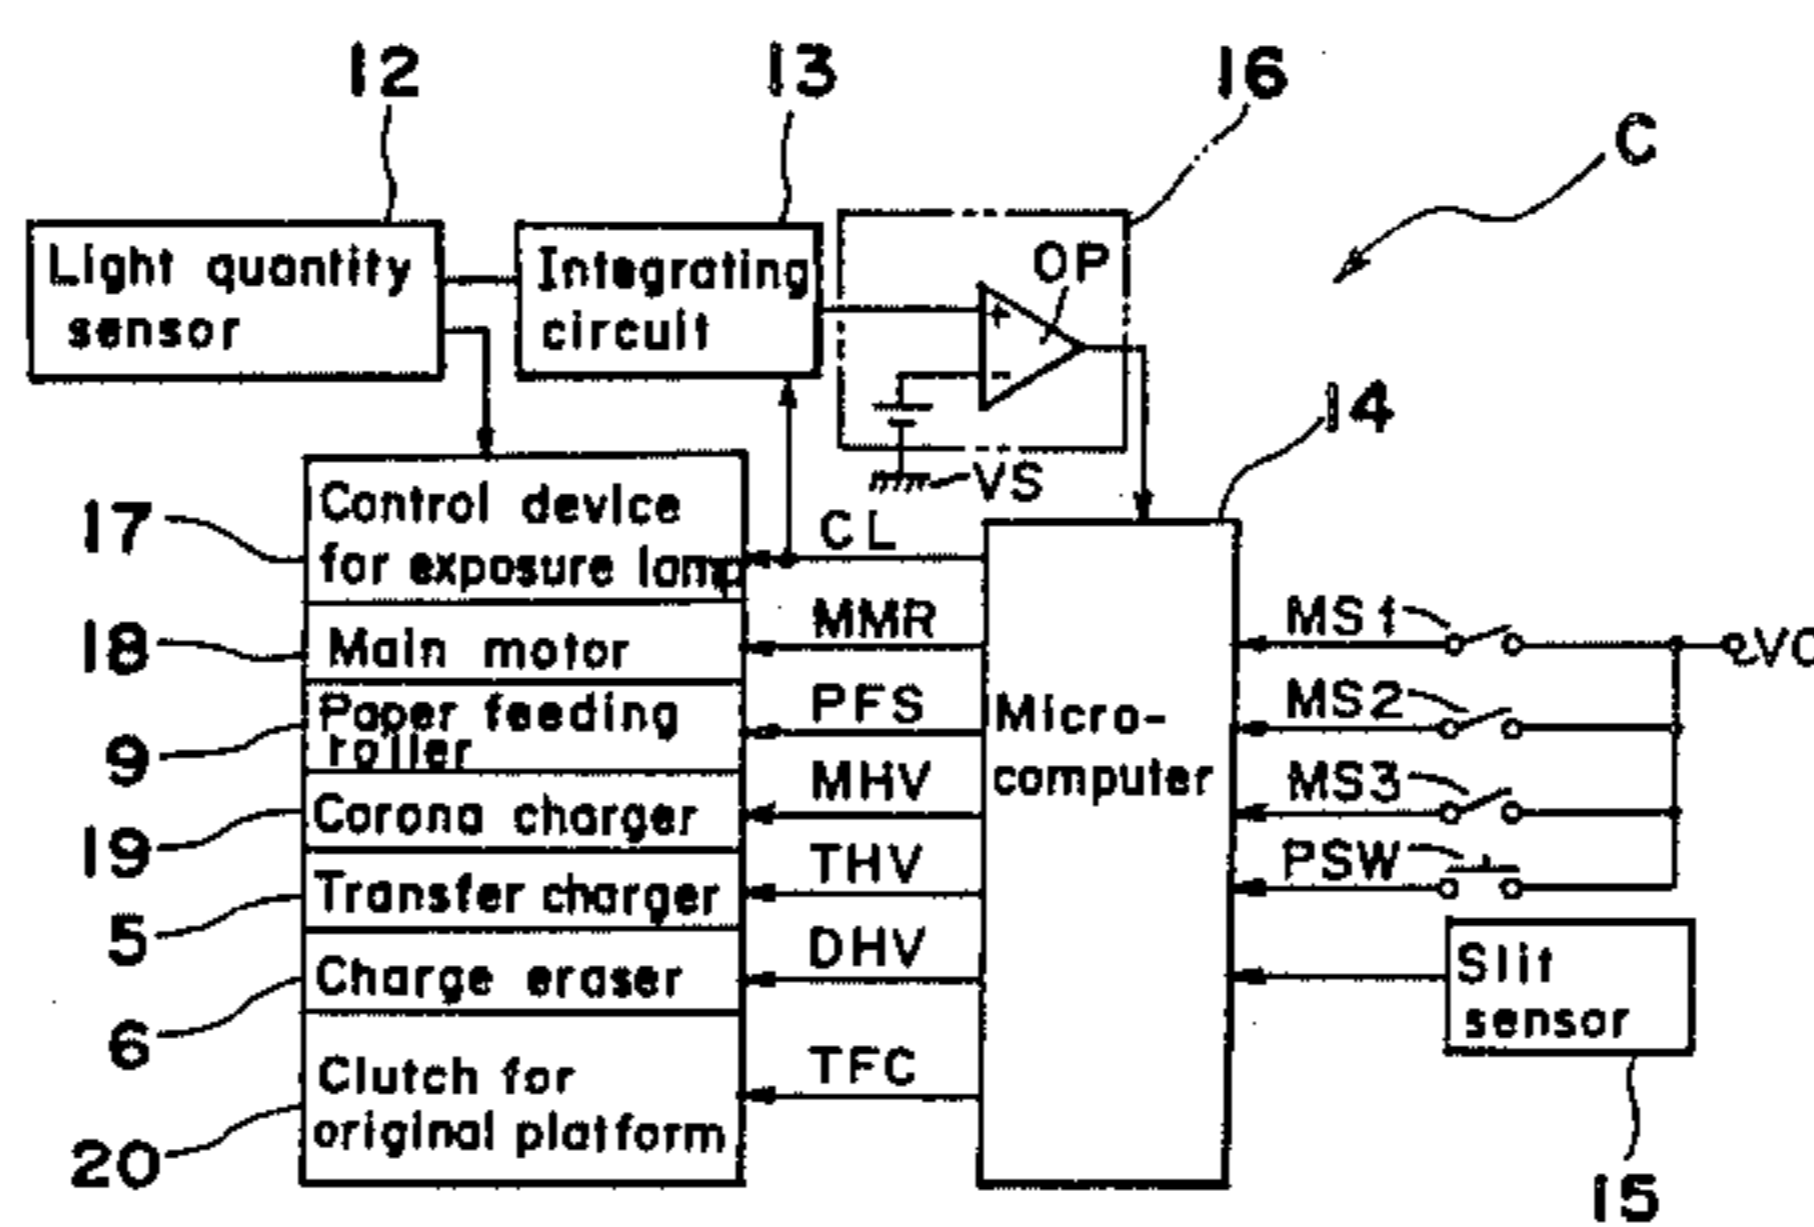 12
13
16
C
Light quantity
sensor
Integrating
circuit
OP
+
-
14
VS
17
Control device
for exposure lamp
CL
18
Main motor
MMR
MS1
VC
9
Paper feeding
roller
PFS
Micro-
computer
MS2
19
Corona charger
MHV
MS3
5
Transfer charger
THV
PSW
6
Charge eraser
DHV
Slit
sensor
20
Clutch for
original platform
TFC
15